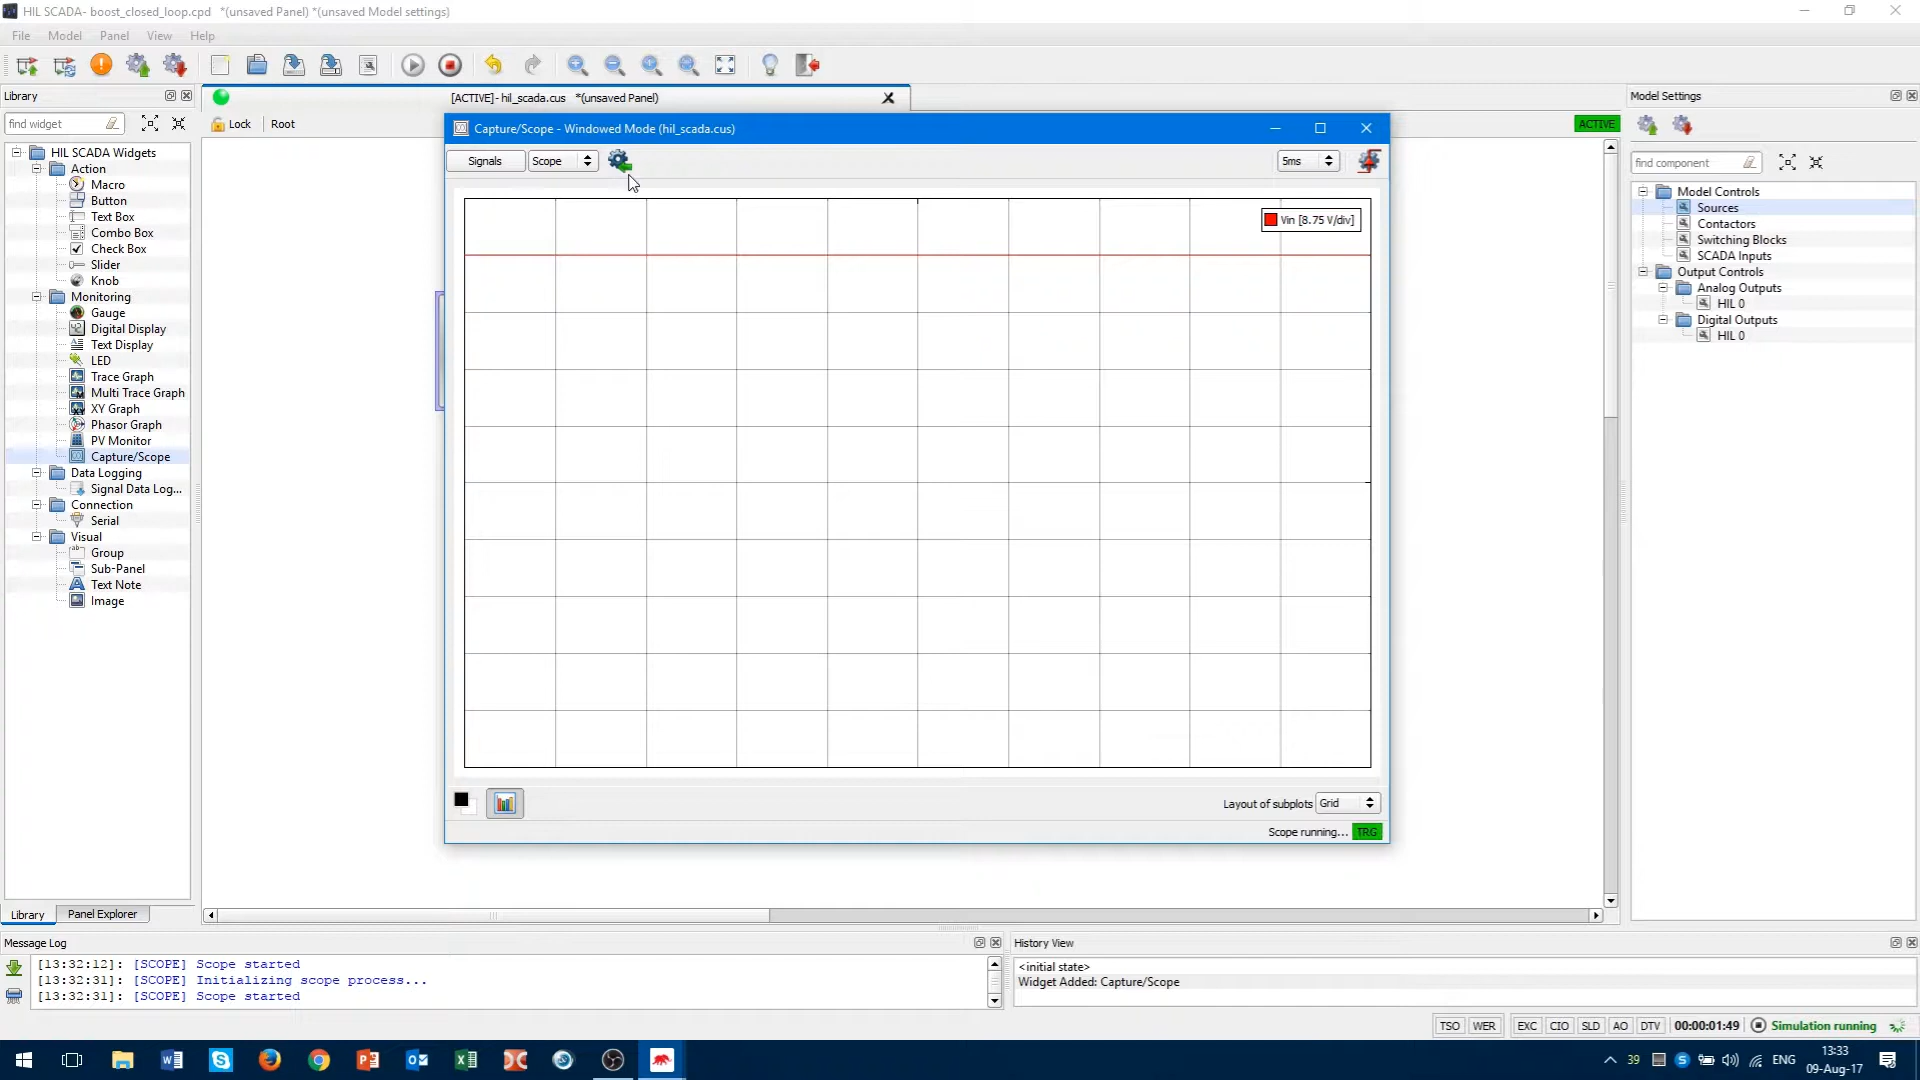 HIL SCADA- boost_closed_loop.cpd   *(unsaved Panel) *(unsaved Model settings)
File Model Panel View Help
Library
[ACTIVE]- hil_scada.cus   *(unsaved Panel)
Model Settings
find widget
Lock
Root
ACTIVE
Capture/Scope - Windowed Mode (hil_scada.cus)
Signals
Scope
5ms
Vin [8.75 V/div]
HIL SCADA Widgets
Action
Macro
Button
Text Box
Combo Box
Check Box
Slider
Knob
Monitoring
Gauge
Digital Display
Text Display
LED
Trace Graph
Multi Trace Graph
XY Graph
Phasor Graph
PV Monitor
Capture/Scope
Data Logging
Signal Data Log...
Connection
Serial
Visual
Group
Sub-Panel
Text Note
Image
find component
Model Controls
Sources
Contactors
Switching Blocks
SCADA Inputs
Output Controls
Analog Outputs
HIL 0
Digital Outputs
HIL 0
Layout of subplots Grid
Scope running... TRG
Library
Panel Explorer
Message Log
[13:32:12]: [SCOPE] Scope started
[13:32:31]: [SCOPE] Initializing scope process...
[13:32:31]: [SCOPE] Scope started
History View
<initial state>
Widget Added: Capture/Scope
TSO WER EXC CIO SLD AO DTV 00:00:01:49 Simulation running
39
ENG
13:33
09-Aug-17